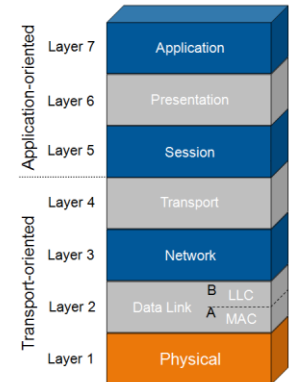 Application-oriented
Transport-oriented
Layer 7 Application
Layer 6 Presentation
Layer 5 Session
Layer 4 Transport
Layer 3 Network
Layer 2 Data Link B LLC
A MAC
Layer 1 Physical